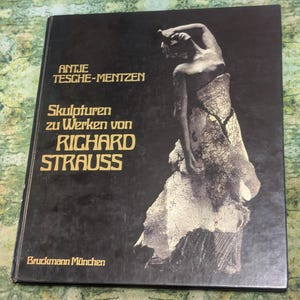 ANTJE
TESCHE-MENTZEN
Skulpturen
zu Werken von
RICHARD
STRAUSS
Bruckmann München